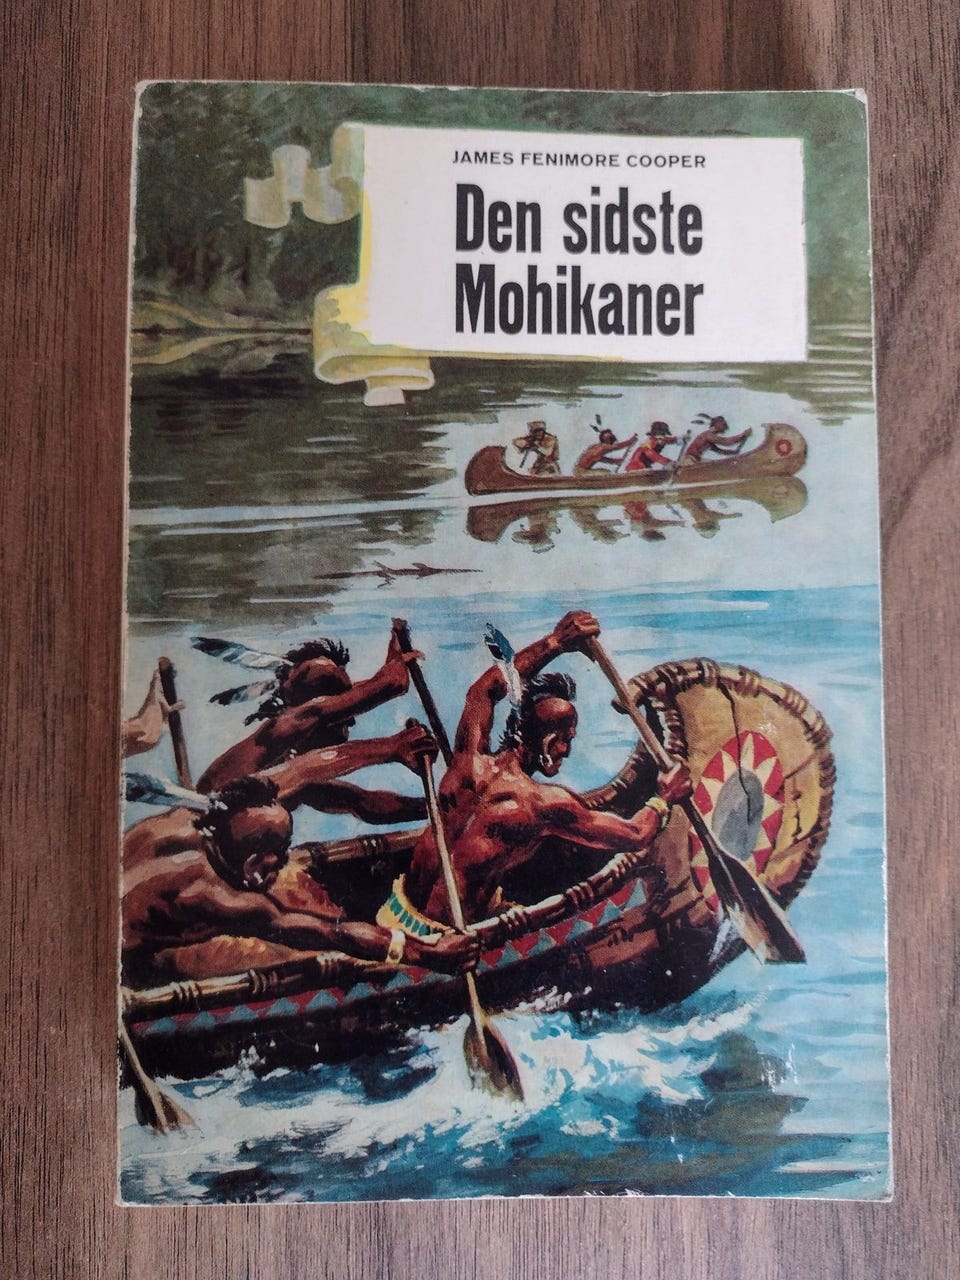 JAMES FENIMORE COOPER
Den sidste
Mohikaner